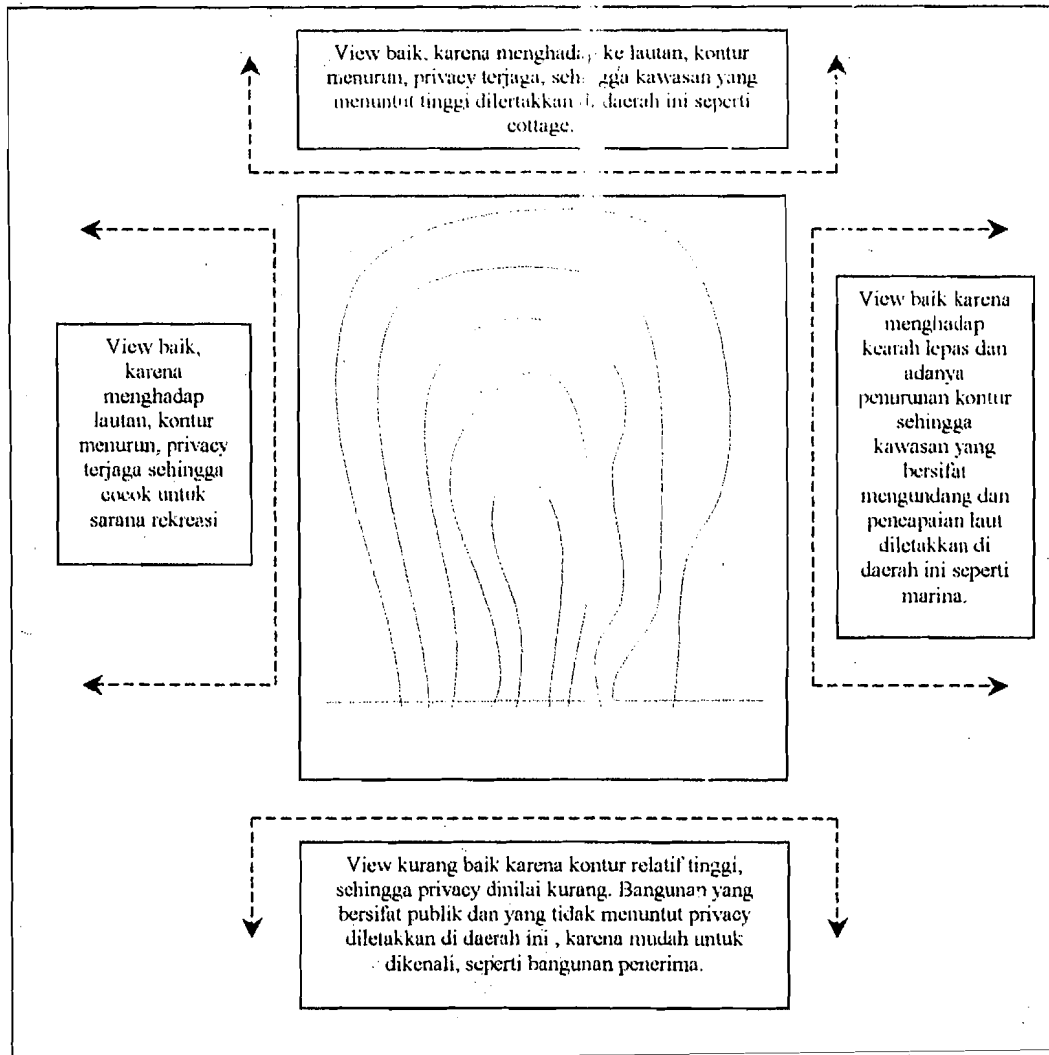 View baik, karena menghadap ke lautan, kontur
menurun, privacy terjaga, sehingga kawasan yang
menuntut tinggi dilertakkan di daerah ini seperti
cottage.
View baik,
karena
menghadap
lautan, kontur
menurun, privacy
terjaga sehingga
cocok untuk
sarana rekreasi
View baik karena
menghadap
kearah lepas dan
adanya
penurunan kontur
sehingga
kawasan yang
bersifat
mengundang dan
pencapaian laut
diletakkan di
daerah ini seperti
marina.
View kurang baik karena kontur relatif tinggi,
sehingga privacy dinilai kurang. Bangunan yang
bersifat publik dan yang tidak menuntut privacy
diletakkan di daerah ini , karena mudah untuk
dikenali, seperti bangunan penerima.